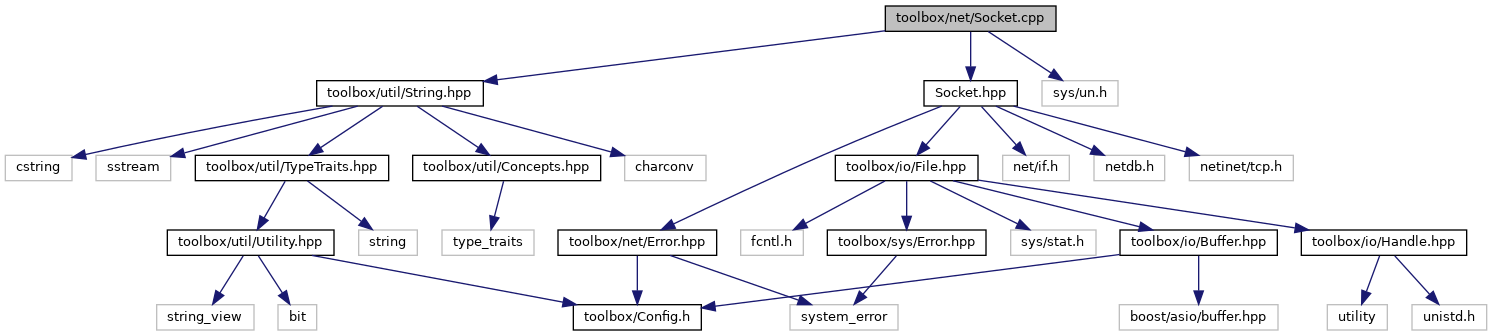 toolbox/net/Socket.cpp
toolbox/util/String.hpp
Socket.hpp
sys/un.h
cstring
sstream
toolbox/util/TypeTraits.hpp
toolbox/util/Concepts.hpp
charconv
toolbox/io/File.hpp
net/if.h
netdb.h
netinet/tcp.h
toolbox/util/Utility.hpp
string
type_traits
toolbox/net/Error.hpp
fcntl.h
toolbox/sys/Error.hpp
sys/stat.h
toolbox/io/Buffer.hpp
toolbox/io/Handle.hpp
string_view
bit
toolbox/Config.h
system_error
boost/asio/buffer.hpp
utility
unistd.h